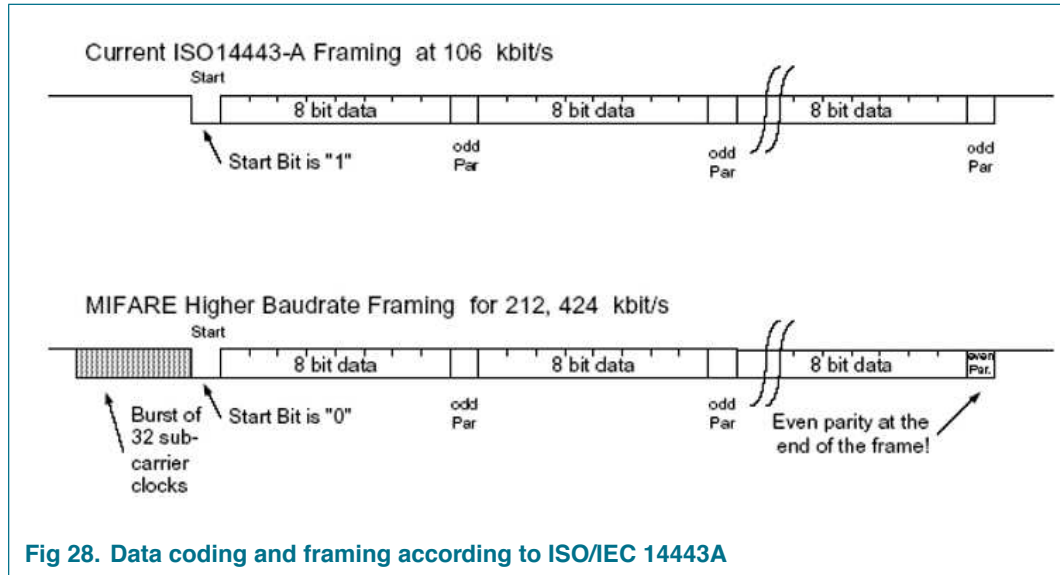 Current ISO14443-A Framing at 106 kbit/s
Start
8 bit data 8 bit data 8 bit data
Start Bit is "1"
odd
Par
odd
Par
odd
Par
MIFARE Higher Baudrate Framing for 212, 424 kbit/s
Start
8 bit data 8 bit data 8 bit data
even
Par.
Burst of
32 sub-
carrier
clocks
Start Bit is "0"
odd
Par
odd
Par
Even parity at the
end of the frame!
Fig 28. Data coding and framing according to ISO/IEC 14443A